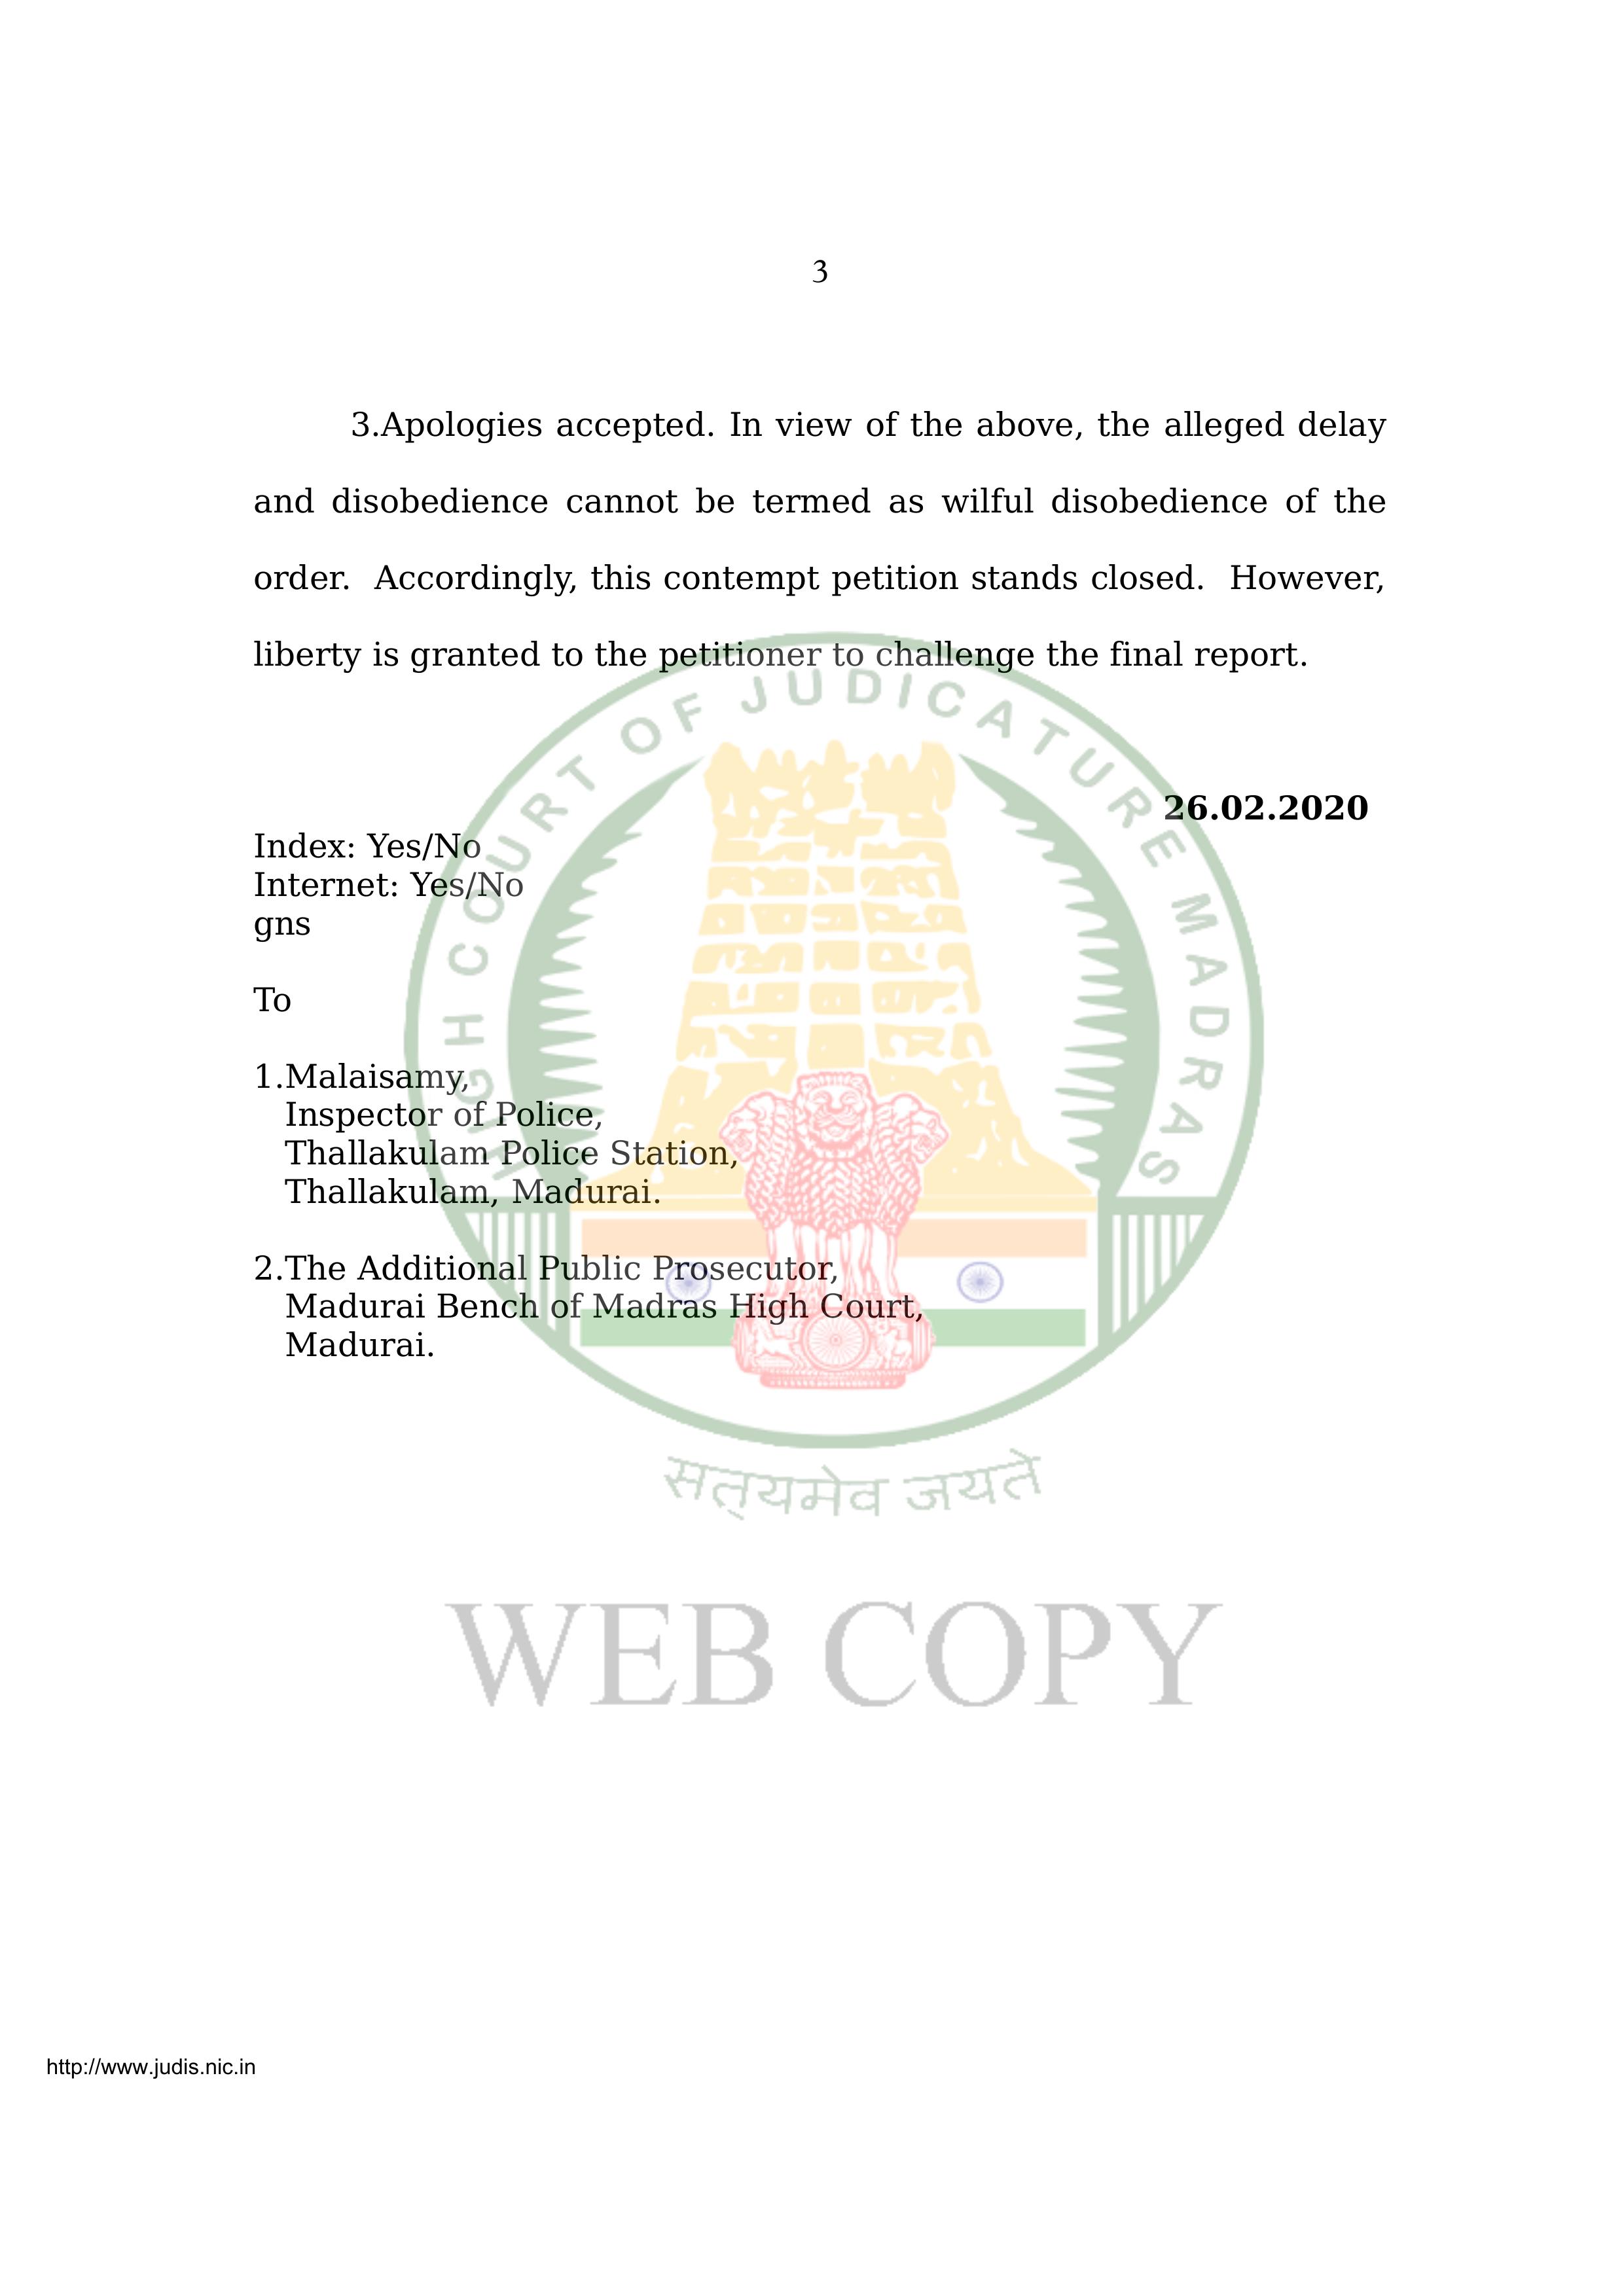 3
3.Apologies accepted. In view of the above, the alleged delay
and disobedience cannot be termed as wilful disobedience of the
order.  Accordingly, this contempt petition stands closed.  However,
liberty is granted to the petitioner to challenge the final report.
26.02.2020
Index: Yes/No
Internet: Yes/No
gns
To
1.Malaisamy,
Inspector of Police,
Thallakulam Police Station,
Thallakulam, Madurai.
2.The Additional Public Prosecutor,
Madurai Bench of Madras High Court,
Madurai.
HIGH COURT OF JUDICATURE MADRAS
सत्यमेव जयते
WEB COPY
http://www.judis.nic.in